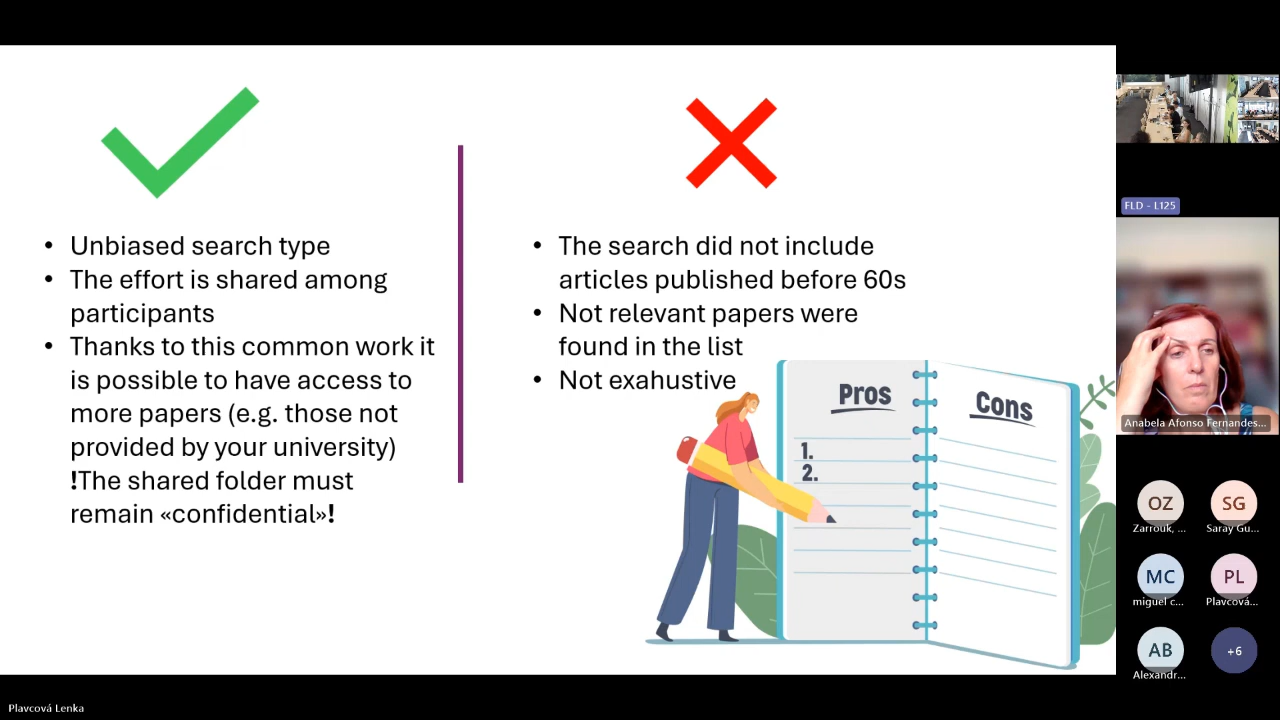 • Unbiased search type
• The effort is shared among
participants
• Thanks to this common work it
is possible to have access to
more papers (e.g. those not
provided by your university)
!The shared folder must
remain «confidential»!
• The search did not include
articles published before 60s
• Not relevant papers were
found in the list
• Not exahustive
Pros
1.
2.
Cons
FLD - L125
Anabela Afonso Fernandes...
OZ
Zarrouk, ...
SG
Saray Gu...
MC
miguel c...
PL
Plavcová...
AB
Alexandr...
+6
Plavcová Lenka